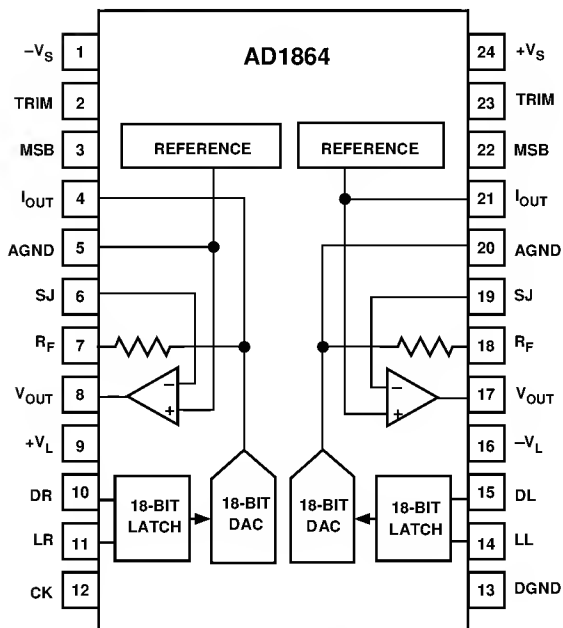 AD1864
−VS 1
TRIM 2
MSB 3
IOUT 4
AGND 5
SJ 6
RF 7
VOUT 8
+VL 9
DR 10
LR 11
CK 12
24 +VS
23 TRIM
22 MSB
21 IOUT
20 AGND
19 SJ
18 RF
17 VOUT
16 −VL
15 DL
14 LL
13 DGND
REFERENCE
REFERENCE
−
+
−
+
18-BIT
LATCH
18-BIT
DAC
18-BIT
DAC
18-BIT
LATCH